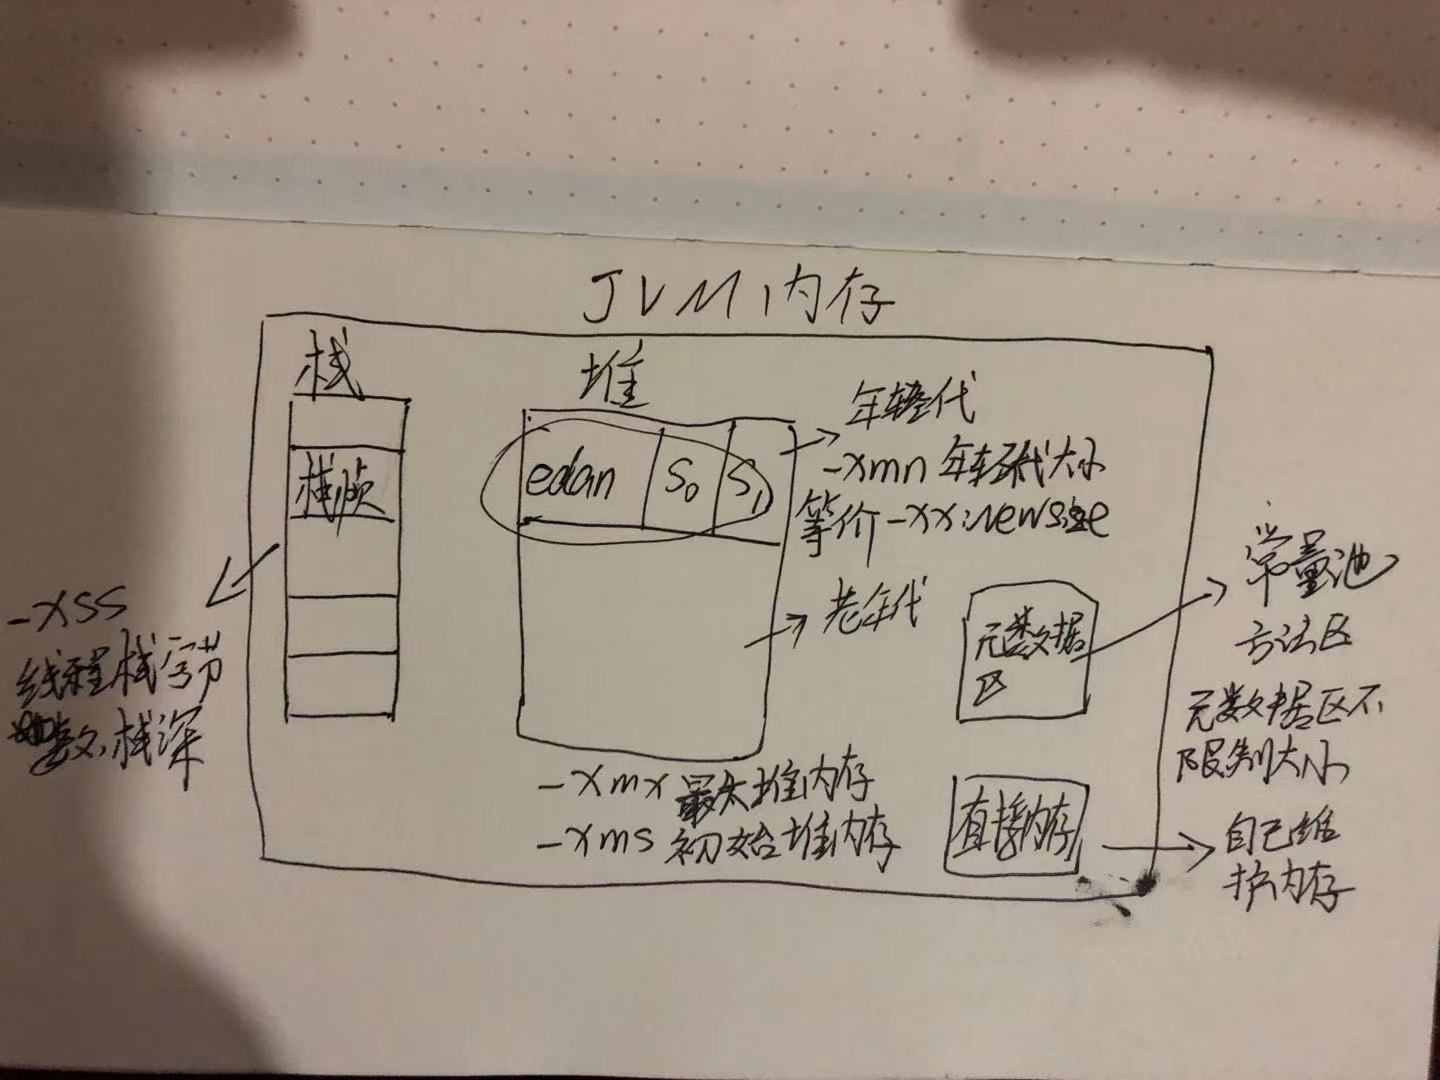 JVM内存
栈
栈帧
-xss
线程栈字节
数,栈深
堆
edan
S0
S1
年轻代
-xmn 年轻代大小
等价-xx:newsize
老年代
-xmx 最大堆内存
-xms 初始堆内存
元数据
区
常量池
方法区
元数据区不
限制大小
直接内存
自己维
护内存